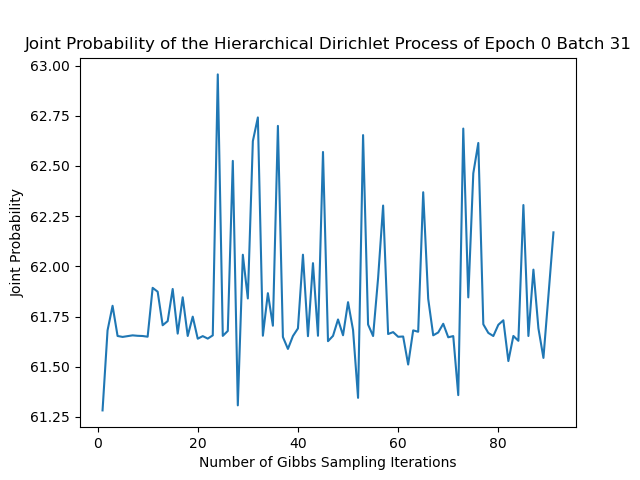 Joint Probability of the Hierarchical Dirichlet Process of Epoch 0 Batch 31
63.00
62.75
62.50
62.25
62.00
61.75
61.50
61.25
Joint Probability
0 20 40 60 80
Number of Gibbs Sampling Iterations